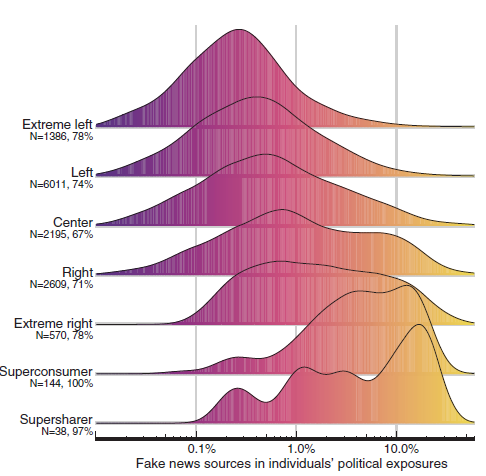 Extreme left
N=1386, 78%
Left
N=6011, 74%
Center
N=2195, 67%
Right
N=2609, 71%
Extreme right
N=570, 78%
Superconsumer
N=144, 100%
Supersharer
N=38, 97%
0.1% 1.0% 10.0%
Fake news sources in individuals’ political exposures